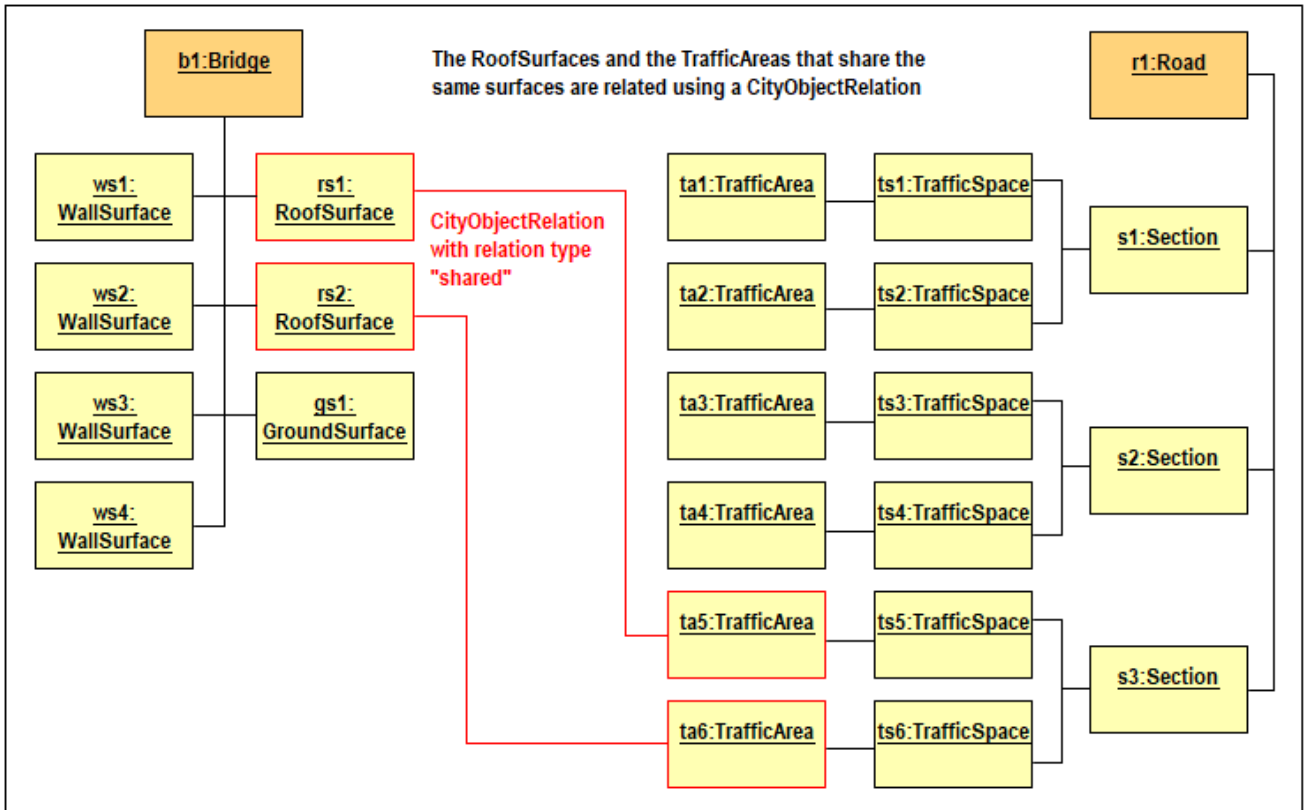 b1:Bridge
The RoofSurfaces and the TrafficAreas that share the
same surfaces are related using a CityObjectRelation
r1:Road
ws1:
WallSurface
rs1:
RoofSurface
CityObjectRelation
with relation type
"shared"
ta1:TrafficArea
ts1:TrafficSpace
s1:Section
ws2:
WallSurface
rs2:
RoofSurface
ta2:TrafficArea
ts2:TrafficSpace
ws3:
WallSurface
gs1:
GroundSurface
ta3:TrafficArea
ts3:TrafficSpace
s2:Section
ws4:
WallSurface
ta4:TrafficArea
ts4:TrafficSpace
ta5:TrafficArea
ts5:TrafficSpace
s3:Section
ta6:TrafficArea
ts6:TrafficSpace